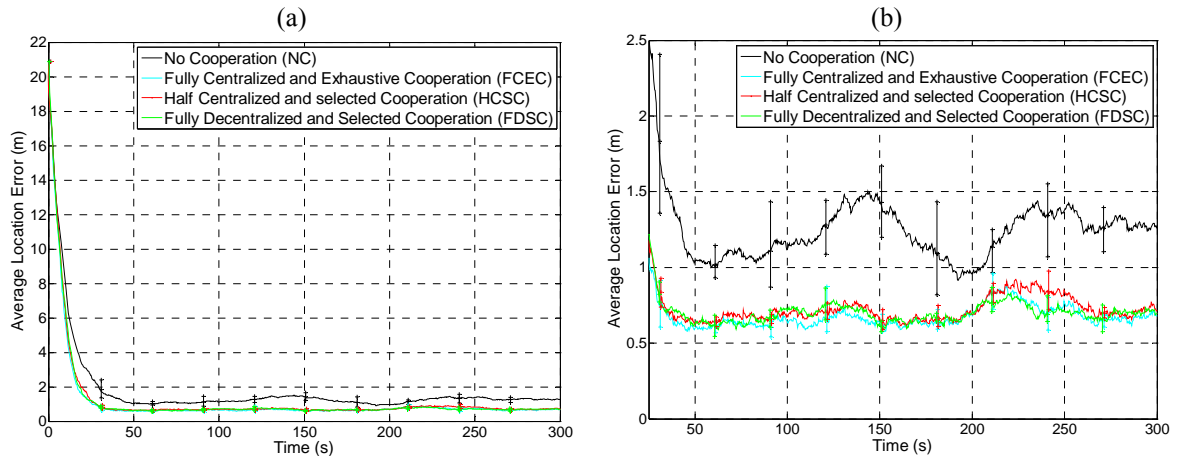 (a)
Average Location Error (m)
22
20
18
16
14
12
10
8
6
4
2
0
No Cooperation (NC)
Fully Centralized and Exhaustive Cooperation (FCEC)
Half Centralized and selected Cooperation (HCSC)
Fully Decentralized and Selected Cooperation (FDSC)
0 50 100 150 200 250 300
Time (s)
(b)
Average Location Error (m)
2.5
2
1.5
1
0.5
0
No Cooperation (NC)
Fully Centralized and Exhaustive Cooperation (FCEC)
Half Centralized and selected Cooperation (HCSC)
Fully Decentralized and Selected Cooperation (FDSC)
50 100 150 200 250 300
Time (s)